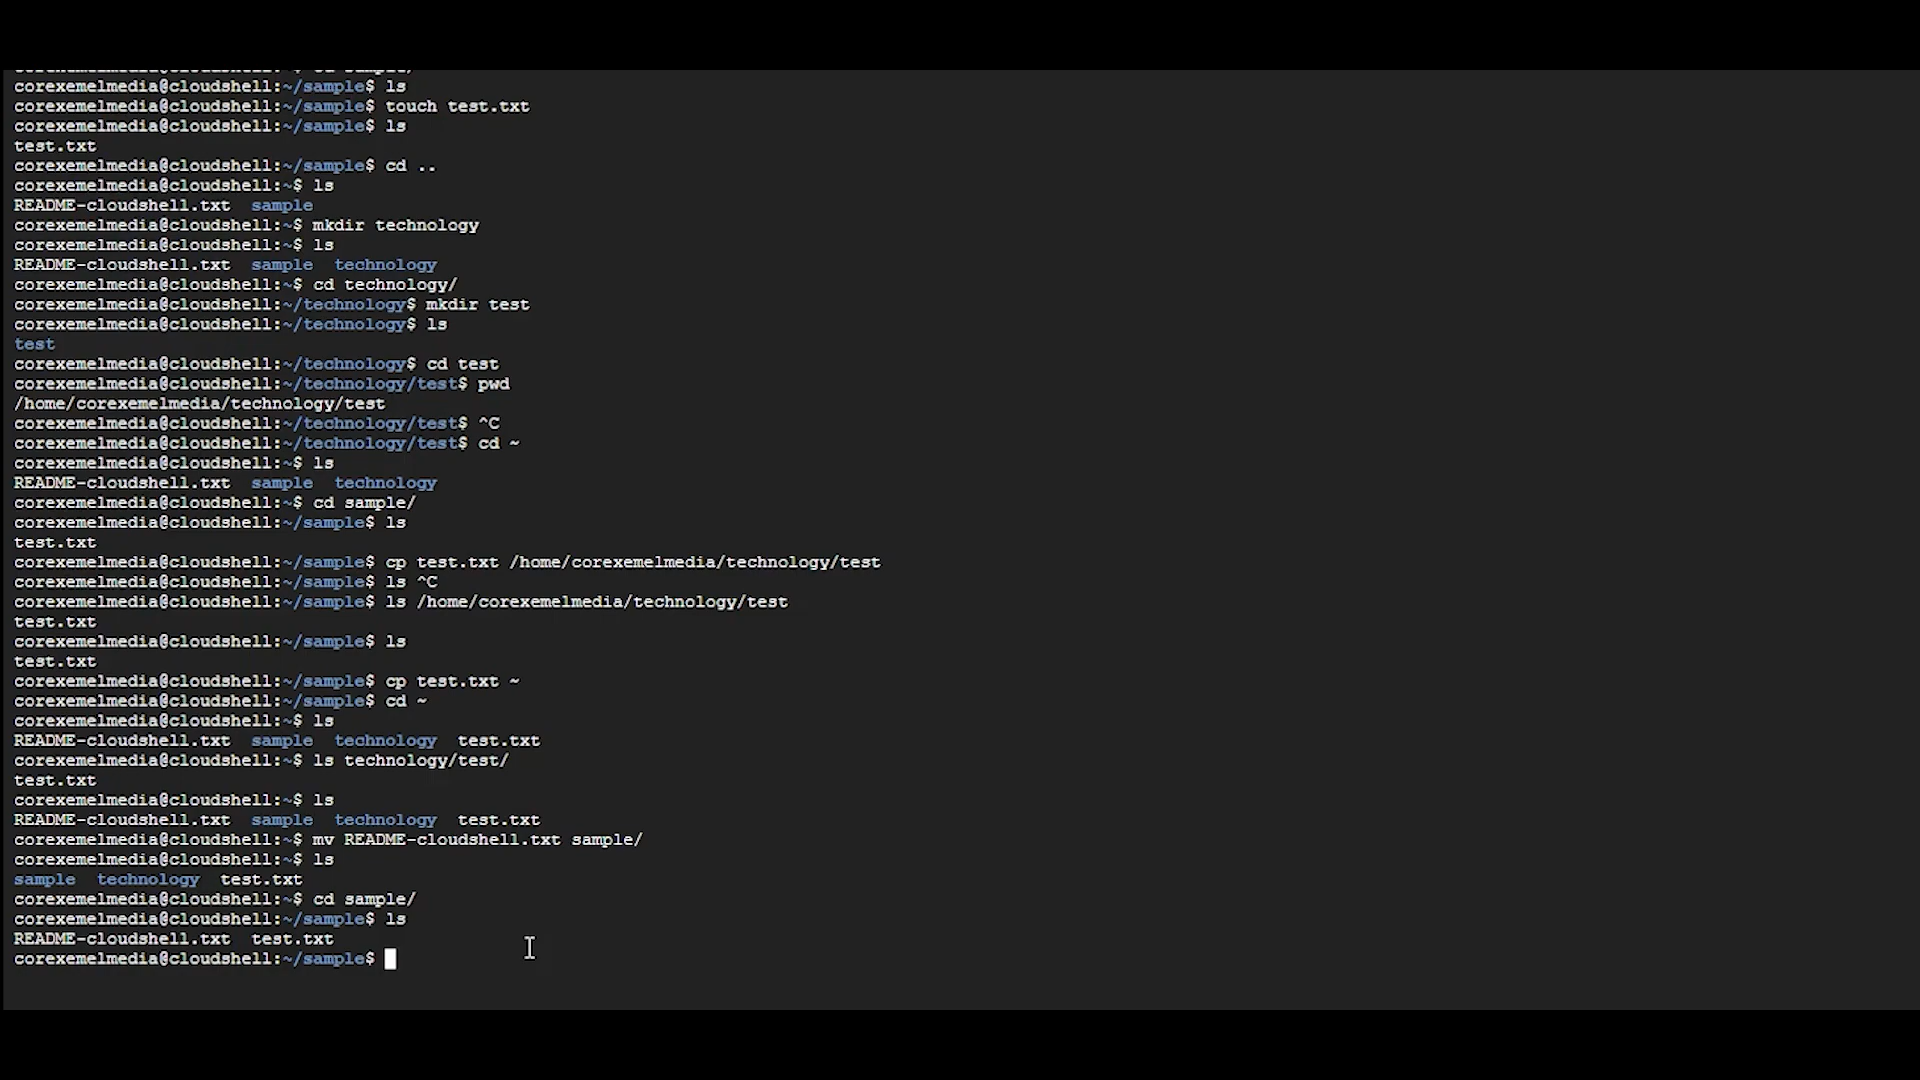 corexemelmedia@cloudshell:~$ cd sample/
corexemelmedia@cloudshell:~/sample$ ls
corexemelmedia@cloudshell:~/sample$ touch test.txt
corexemelmedia@cloudshell:~/sample$ ls
test.txt
corexemelmedia@cloudshell:~/sample$ cd ..
corexemelmedia@cloudshell:~$ ls
README-cloudshell.txt  sample
corexemelmedia@cloudshell:~$ mkdir technology
corexemelmedia@cloudshell:~$ ls
README-cloudshell.txt  sample  technology
corexemelmedia@cloudshell:~$ cd technology/
corexemelmedia@cloudshell:~/technology$ mkdir test
corexemelmedia@cloudshell:~/technology$ ls
test
corexemelmedia@cloudshell:~/technology$ cd test
corexemelmedia@cloudshell:~/technology/test$ pwd
/home/corexemelmedia/technology/test
corexemelmedia@cloudshell:~/technology/test$ ^C
corexemelmedia@cloudshell:~/technology/test$ cd ~
corexemelmedia@cloudshell:~$ ls
README-cloudshell.txt  sample  technology
corexemelmedia@cloudshell:~$ cd sample/
corexemelmedia@cloudshell:~/sample$ ls
test.txt
corexemelmedia@cloudshell:~/sample$ cp test.txt /home/corexemelmedia/technology/test
corexemelmedia@cloudshell:~/sample$ ls ^C
corexemelmedia@cloudshell:~/sample$ ls /home/corexemelmedia/technology/test
test.txt
corexemelmedia@cloudshell:~/sample$ ls
test.txt
corexemelmedia@cloudshell:~/sample$ cp test.txt ~
corexemelmedia@cloudshell:~/sample$ cd ~
corexemelmedia@cloudshell:~$ ls
README-cloudshell.txt  sample  technology  test.txt
corexemelmedia@cloudshell:~$ ls technology/test/
test.txt
corexemelmedia@cloudshell:~$ ls
README-cloudshell.txt  sample  technology  test.txt
corexemelmedia@cloudshell:~$ mv README-cloudshell.txt sample/
corexemelmedia@cloudshell:~$ ls
sample  technology  test.txt
corexemelmedia@cloudshell:~$ cd sample/
corexemelmedia@cloudshell:~/sample$ ls
README-cloudshell.txt  test.txt
corexemelmedia@cloudshell:~/sample$